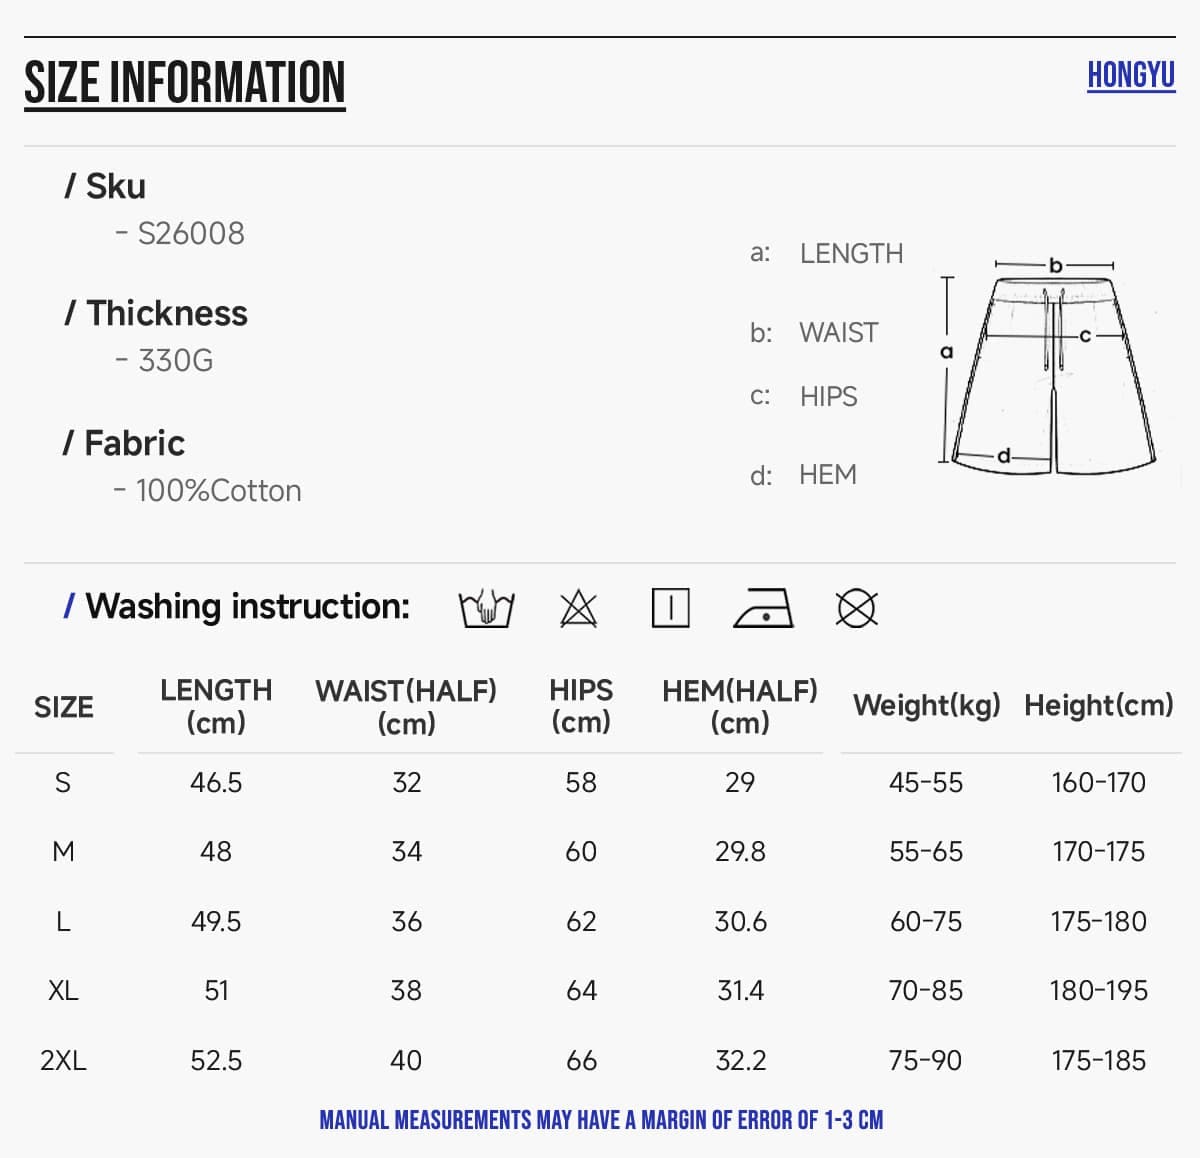 SIZE INFORMATION
HONGYU
/ Sku
- S26008
/ Thickness
- 330G
/ Fabric
- 100%Cotton
a: LENGTH
b: WAIST
c: HIPS
d: HEM
b
a
c
d
/ Washing instruction:
SIZE LENGTH (cm) WAIST(HALF) (cm) HIPS (cm) HEM(HALF) (cm) Weight(kg) Height(cm)
S 46.5 32 58 29 45-55 160-170
M 48 34 60 29.8 55-65 170-175
L 49.5 36 62 30.6 60-75 175-180
XL 51 38 64 31.4 70-85 180-195
2XL 52.5 40 66 32.2 75-90 175-185
MANUAL MEASUREMENTS MAY HAVE A MARGIN OF ERROR OF 1-3 CM